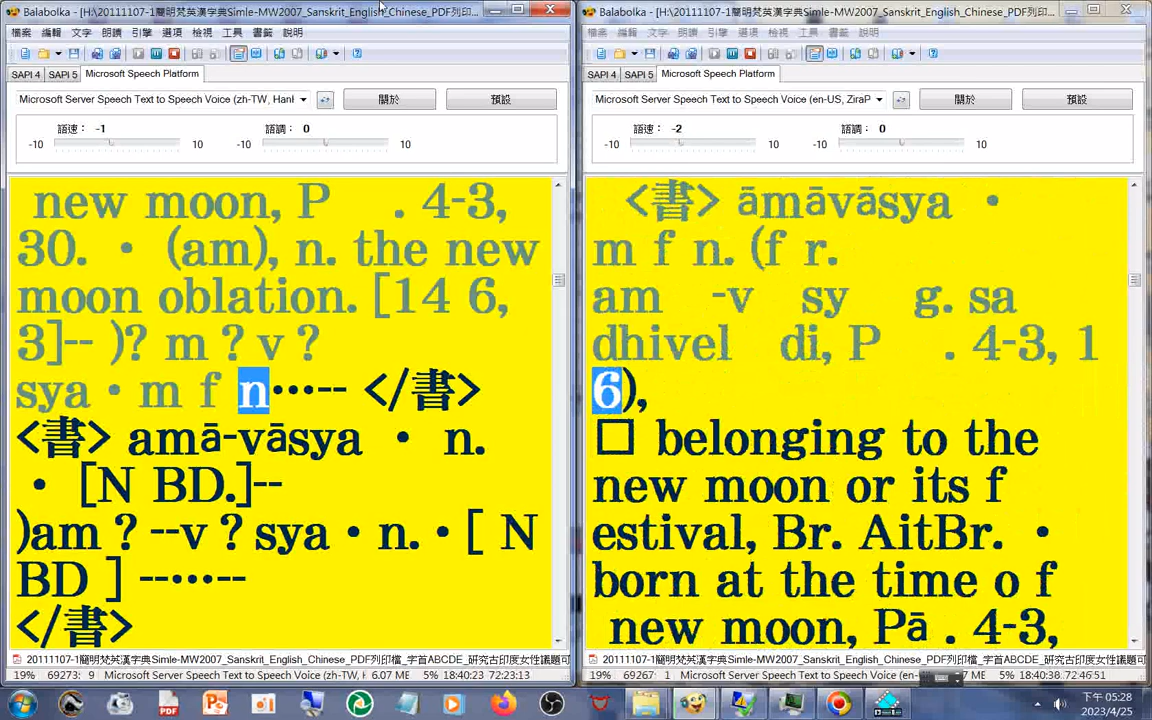 Balabolka - [H:\20111107-1簡明梵英漢字典Simle-MW2007_Sanskrit_English_Chinese_PDF列印...
檔案 編輯 文字 朗讀 引擎 選項 檢視 工具 書籤 說明
SAPI 4 SAPI 5 Microsoft Speech Platform
Microsoft Server Speech Text to Speech Voice (zh-TW, Hanl 關於 預設
語速： -1 語調： 0
-10 10 -10 10
new moon, P . 4-3,
30. • (am), n. the new
moon oblation. [14 6,
3]-- )? m ? v ?
sya • m f n⋯-- </書>
<書> amā-vāsya • n.
• [N BD.]--
)am ? --v ? sya • n. • [ N
BD ] --⋯--
</書>
20111107-1簡明梵英漢字典Simle-MW2007_Sanskrit_English_Chinese_PDF列印檔_字首ABCDE_研究古印度女性議題可
19% 69273: 9 Microsoft Server Speech Text to Speech Voice (zh-TW, H 6.07 ME 5% 18:40:23 72:23:13
Balabolka - [H:\20111107-1簡明梵英漢字典Simle-MW2007_Sanskrit_English_Chinese_PDF列印...
檔案 編輯 文字 朗讀 引擎 選項 檢視 工具 書籤 說明
SAPI 4 SAPI 5 Microsoft Speech Platform
Microsoft Server Speech Text to Speech Voice (en-US, ZiraP 關於 預設
語速： -2 語調： 0
-10 10 -10 10
<書> āmāvāsya •
m f n. (f r.
am -v sy g. sa
dhivel di, P . 4-3, 1
6),
□ belonging to the
new moon or its f
estival, Br. AitBr. •
born at the time o f
new moon, Pā . 4-3,
20111107-1簡明梵英漢字典Simle-MW2007_Sanskrit_English_Chinese_PDF列印檔_字首ABCDE_研究古印度女性議題可
19% 69267: 1 Microsoft Server Speech Text to Speech Voice (en-US, ME 5% 18:40:20 72:46:51
下午 05:28
2023/4/25